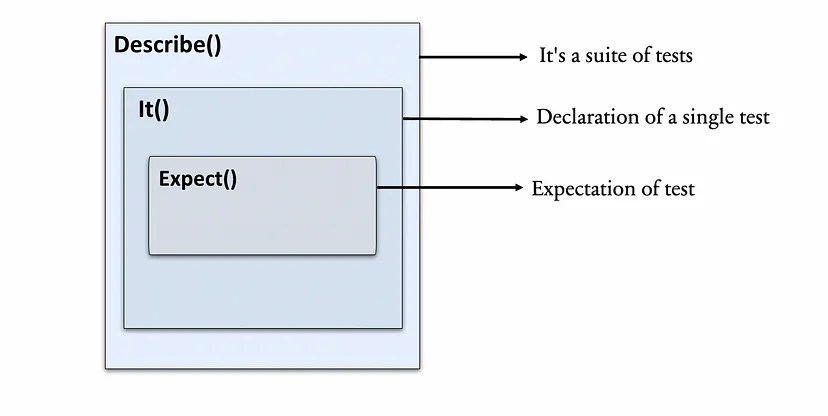 Describe()
It's a suite of tests
It()
Declaration of a single test
Expect()
Expectation of test